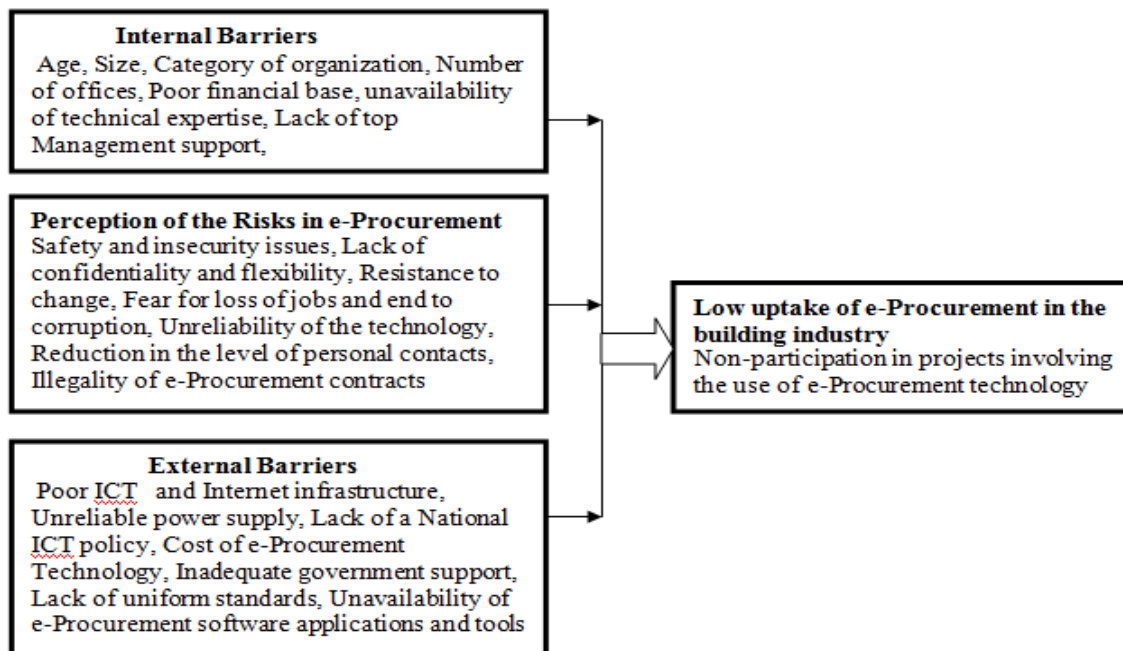 Internal Barriers
Age, Size, Category of organization, Number
of offices, Poor financial base, unavailability
of technical expertise, Lack of top
Management support,
Perception of the Risks in e-Procurement
Safety and insecurity issues, Lack of
confidentiality and flexibility, Resistance to
change, Fear for loss of jobs and end to
corruption, Unreliability of the technology,
Reduction in the level of personal contacts,
Illegality of e-Procurement contracts
External Barriers
Poor ICT and Internet infrastructure,
Unreliable power supply, Lack of a National
ICT policy, Cost of e-Procurement
Technology, Inadequate government support,
Lack of uniform standards, Unavailability of
e-Procurement software applications and tools
Low uptake of e-Procurement in the
building industry
Non-participation in projects involving
the use of e-Procurement technology